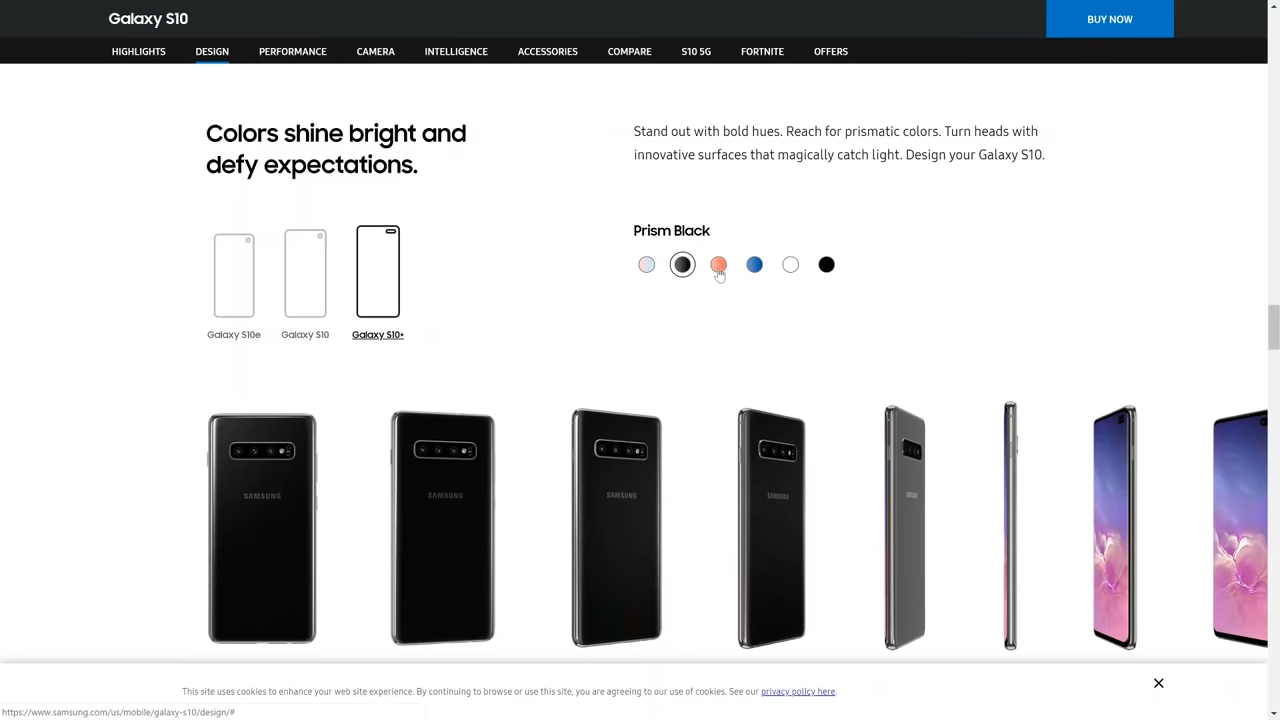 Galaxy S10
BUY NOW
HIGHLIGHTS DESIGN PERFORMANCE CAMERA INTELLIGENCE ACCESSORIES COMPARE S10 5G FORTNITE OFFERS
Colors shine bright and
defy expectations.
Stand out with bold hues. Reach for prismatic colors. Turn heads with
innovative surfaces that magically catch light. Design your Galaxy S10.
Prism Black
Galaxy S10e Galaxy S10 Galaxy S10+
SAMSUNG SAMSUNG SAMSUNG SAMSUNG SAMSUNG
This site uses cookies to enhance your web site experience. By continuing to browse or use this site, you are agreeing to our use of cookies. See our privacy policy here.
https://www.samsung.com/us/mobile/galaxy-s10/design/#